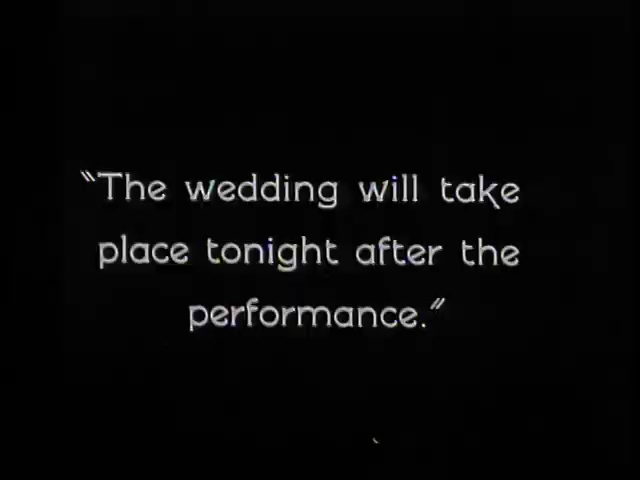 "The wedding will take
place tonight after the
performance."